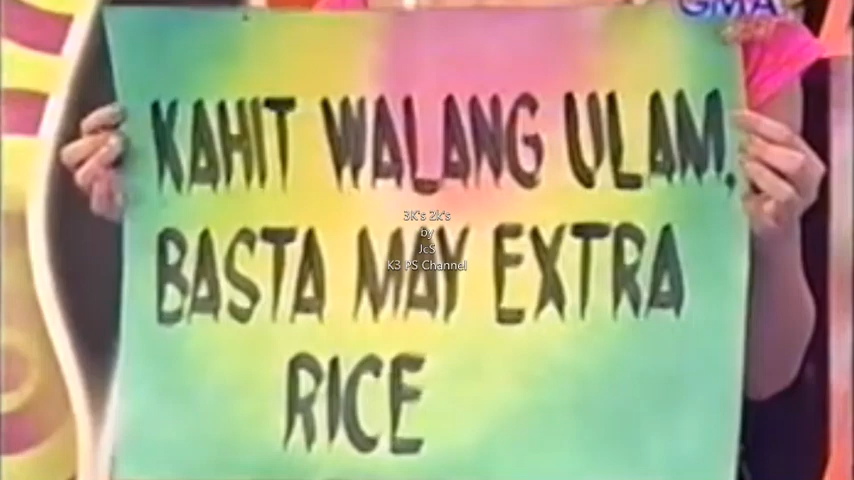 GMA
KAHIT WALANG ULAM,
3K's 2k's
by
JcS
K3 PS Channel
BASTA MAY EXTRA
RICE